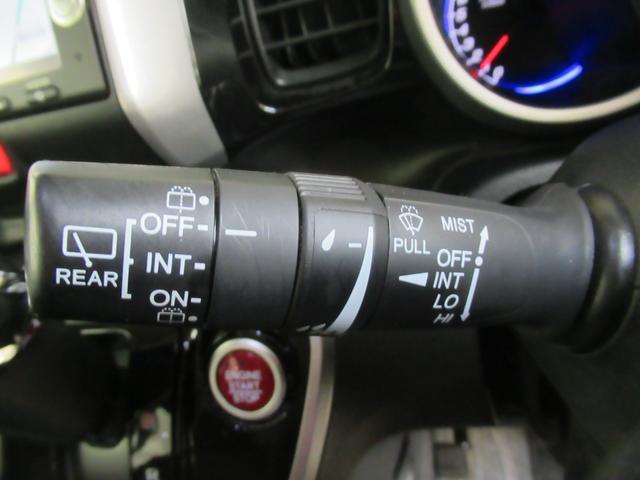 OFF
INT
ON
REAR
PULL
MIST
OFF
INT
LO
HI
ENGINE
START
STOP